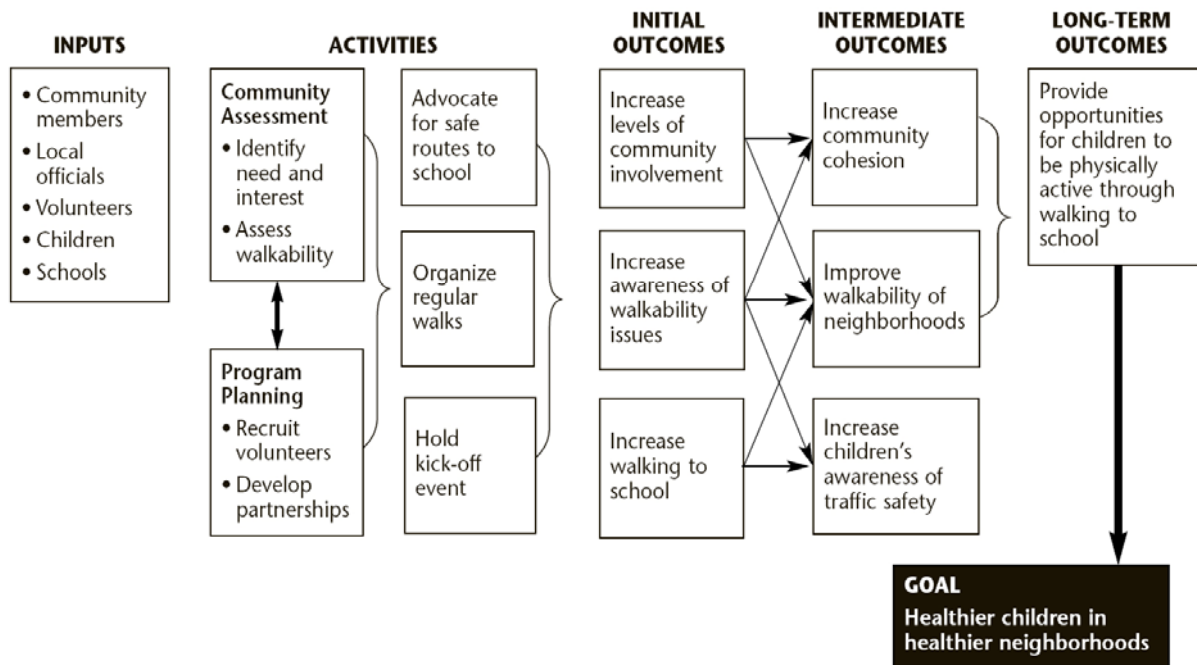 INPUTS
• Community
members
• Local
officials
• Volunteers
• Children
• Schools
ACTIVITIES
Community
Assessment
• Identify
need and
interest
• Assess
walkability
Program
Planning
• Recruit
volunteers
• Develop
partnerships
Advocate
for safe
routes to
school
Organize
regular
walks
Hold
kick-off
event
INITIAL
OUTCOMES
Increase
levels of
community
involvement
Increase
awareness of
walkability
issues
Increase
walking to
school
INTERMEDIATE
OUTCOMES
Increase
community
cohesion
Improve
walkability of
neighborhoods
Increase
children’s
awareness of
traffic safety
LONG-TERM
OUTCOMES
Provide
opportunities
for children to
be physically
active through
walking to
school
GOAL
Healthier children in
healthier neighborhoods